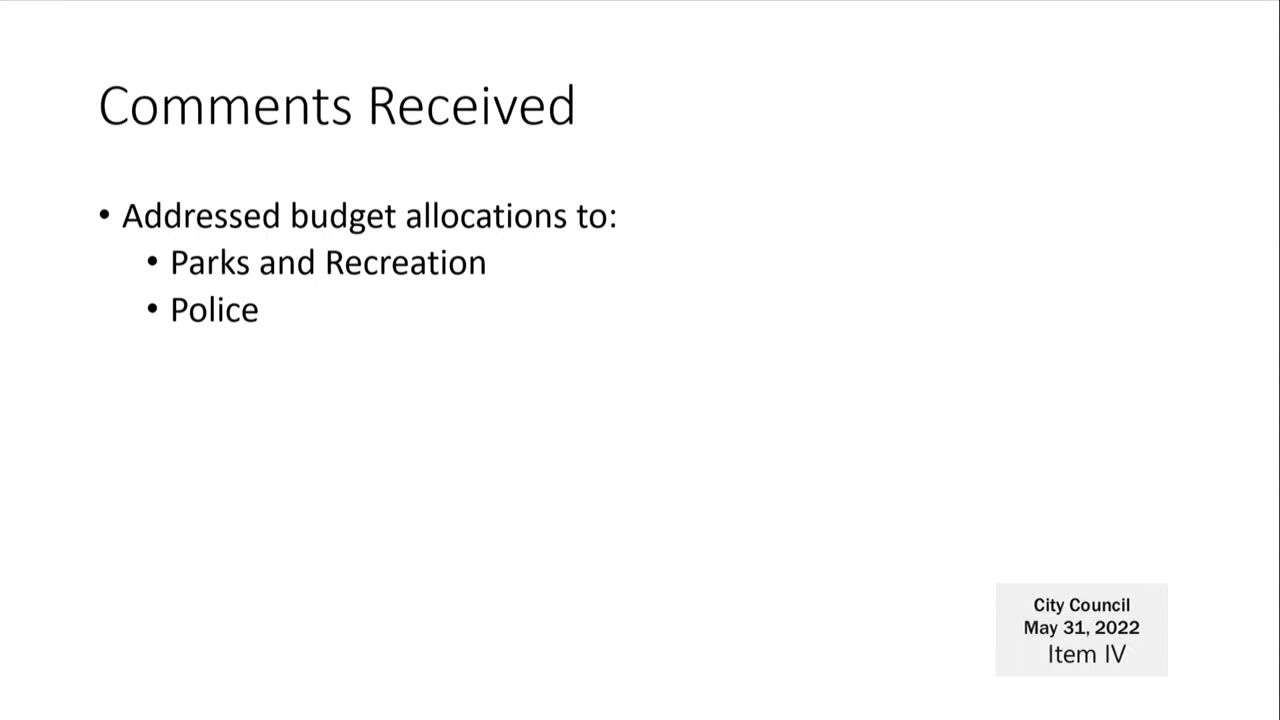 Comments Received
• Addressed budget allocations to:
• Parks and Recreation
• Police
City Council
May 31, 2022
Item IV